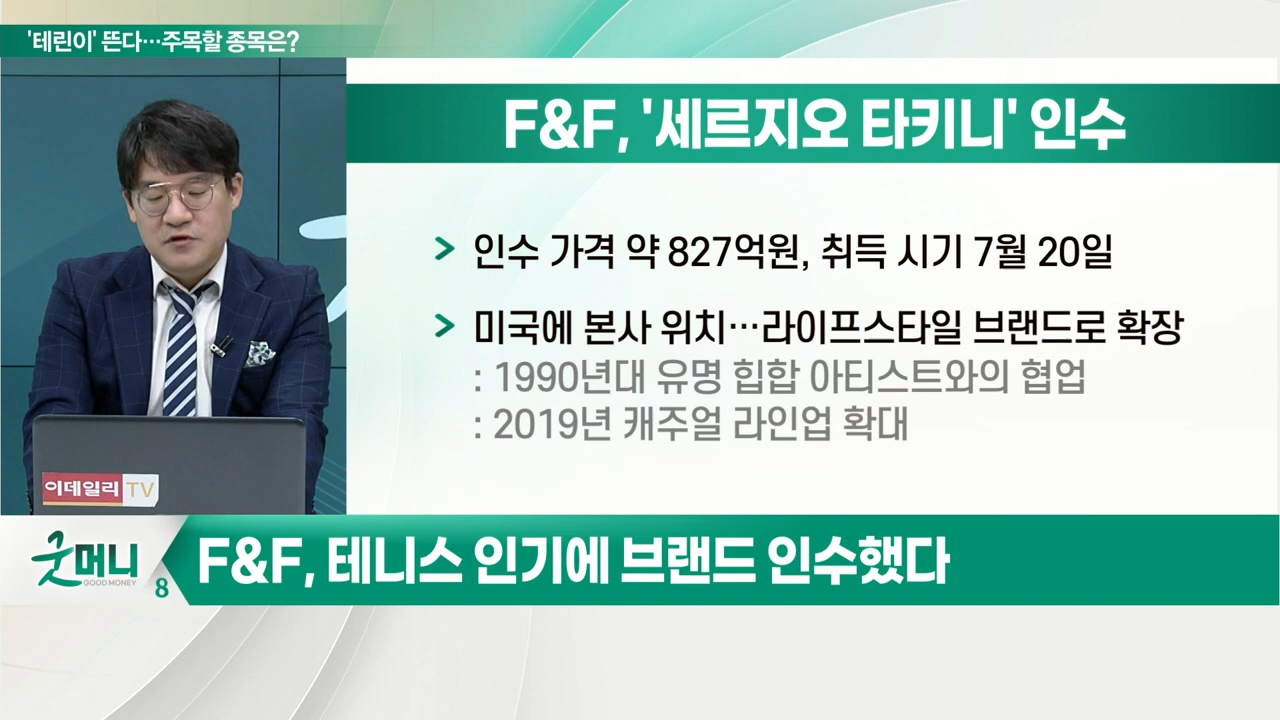 '테린이' 뜬다…주목할 종목은?
F&F, '세르지오 타키니' 인수
> 인수 가격 약 827억원, 취득 시기 7월 20일
> 미국에 본사 위치…라이프스타일 브랜드로 확장
: 1990년대 유명 힙합 아티스트와의 협업
: 2019년 캐주얼 라인업 확대
이데일리TV
굿머니
GOOD MONEY
8
F&F, 테니스 인기에 브랜드 인수했다